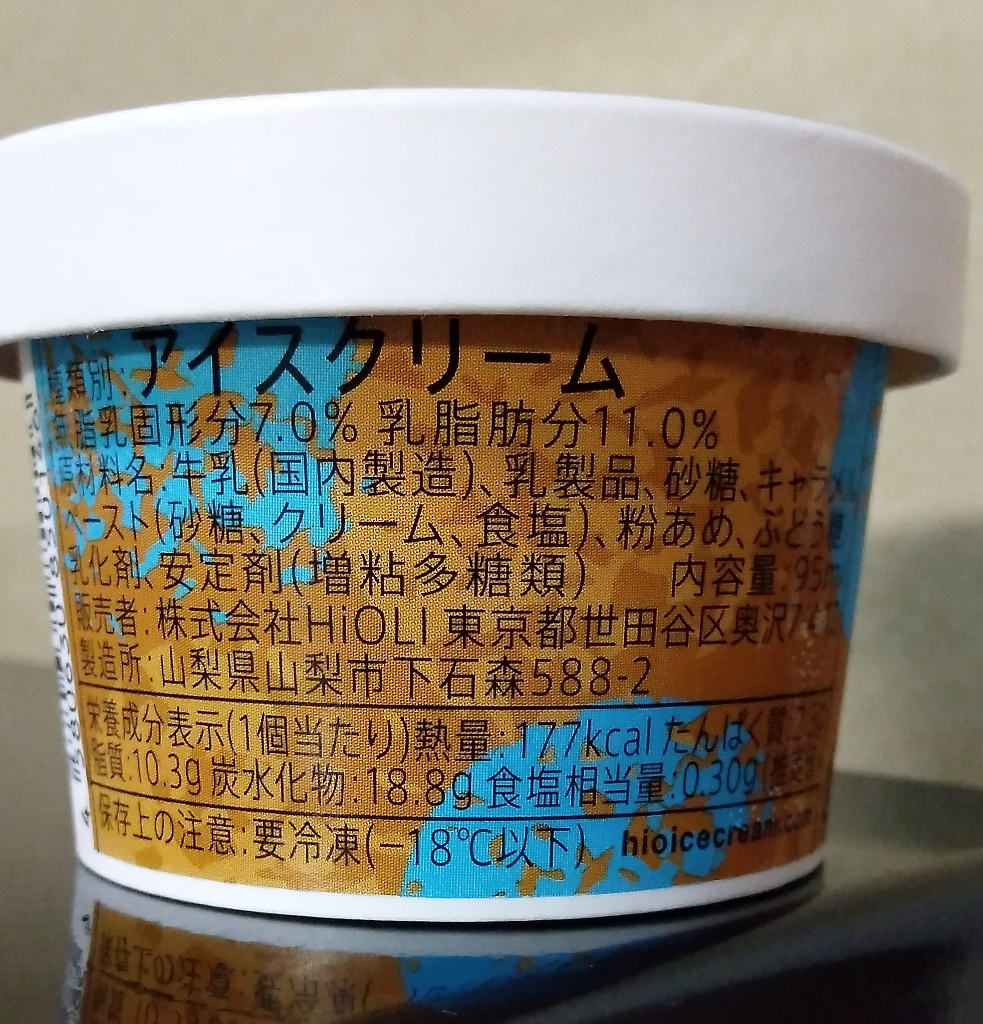 種類別:アイスクリーム
無脂乳固形分7.0% 乳脂肪分11.0%
原材料名:牛乳(国内製造)、乳製品、砂糖、キャラメル
ペースト(砂糖、クリーム、食塩)、粉あめ、ぶどう糖
乳化剤、安定剤(増粘多糖類) 内容量:95m
販売者:株式会社HiOLI 東京都世田谷区奥沢7-
製造所:山梨県山梨市下石森588-2
栄養成分表示(1個当たり)熱量:177kcal たんぱく質:
脂質:10.3g 炭水化物:18.8g 食塩相当量:0.30g(推定値
保存上の注意:要冷凍(-18℃以下) hioicecream.com